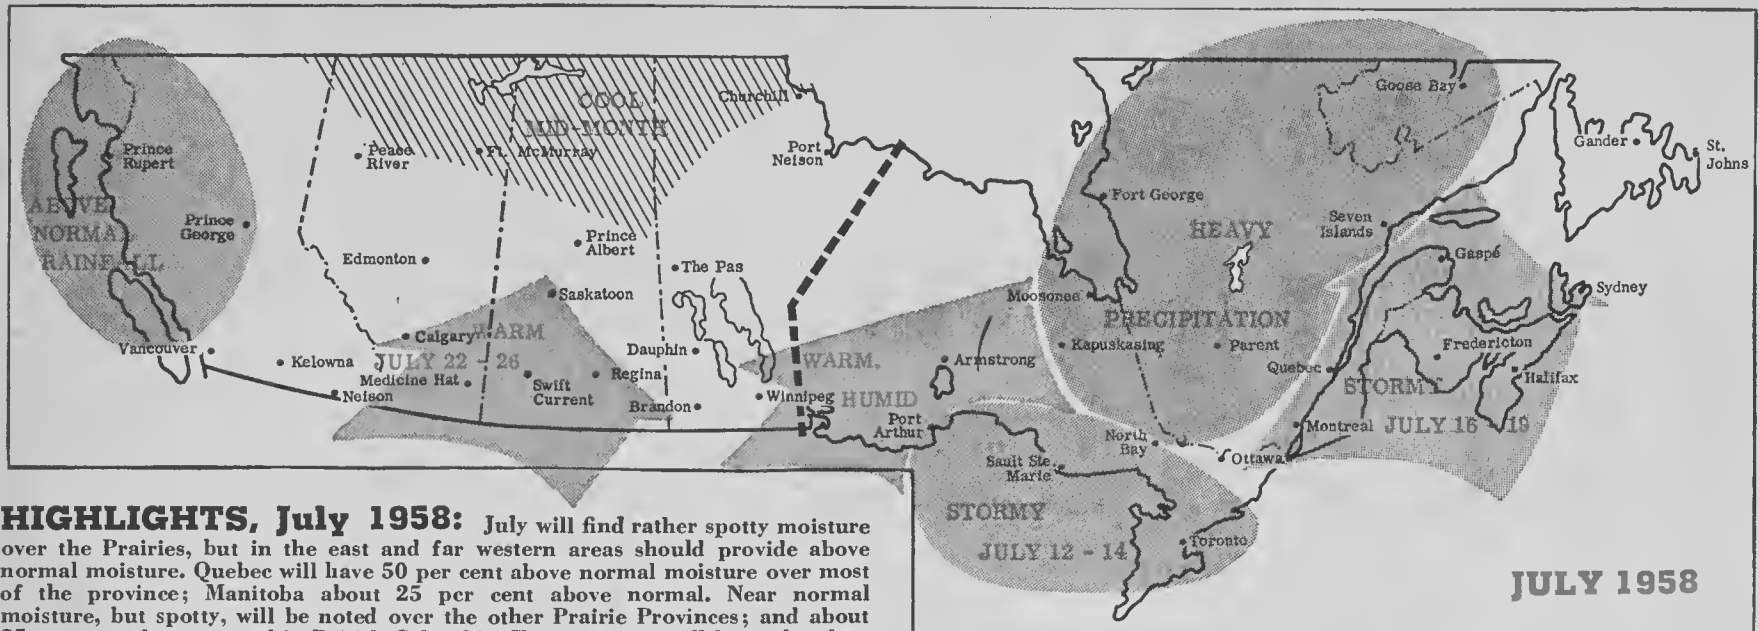 COOL
MID-MONTH
Churchill
Goose Bay
Prince
Rupert
Peace
River
Ft. McMurray
Port
Nelson
Gander
St.
Johns
ABOVE
NORMAL
RAINFALL
Prince
George
Fort George
Seven
Islands
HEAVY
PRECIPITATION
Edmonton
Prince
Albert
The Pas
Gaspé
Saskatoon
Moosonee
Sydney
Vancouver
Calgary
WARM
JULY 22 - 26
Kelowna
Medicine Hat
Nelson
Swift
Current
Regina
Dauphin
Brandon
Winnipeg
WARM,
HUMID
Armstrong
Port
Arthur
Kapuskasing
Parent
Quebec
Fredericton
Halifax
STORMY
JULY 16 - 19
Montreal
North
Bay
Ottawa
Sault Ste.
Marie
STORMY
JULY 12 - 14
Toronto
JULY 1958
HIGHLIGHTS, July 1958: July will find rather spotty moisture
over the Prairies, but in the east and far western areas should provide above
normal moisture. Quebec will have 50 per cent above normal moisture over most
of the province; Manitoba about 25 per cent above normal. Near normal
moisture, but spotty, will be noted over the other Prairie Provinces; and about